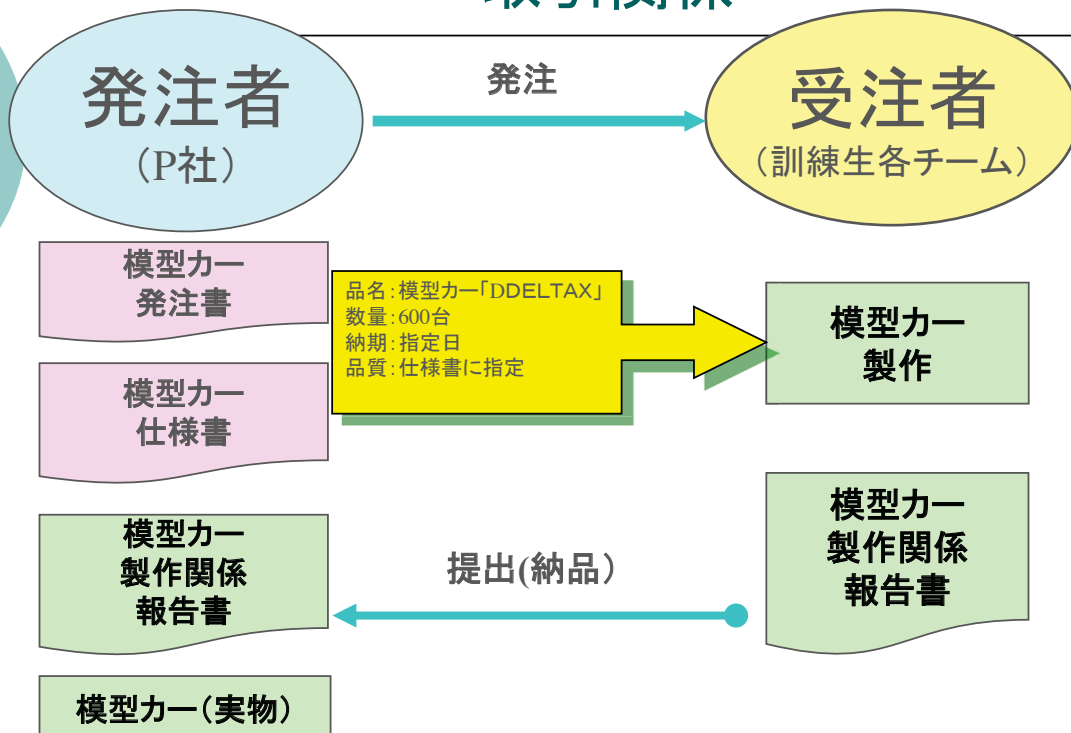 取引関係
発注者
（P社）
発注
受注者
（訓練生各チーム）
模型カー
発注書
品名：模型カー「DDELTAX」
数量：600台
納期：指定日
品質：仕様書に指定
模型カー
製作
模型カー
仕様書
模型カー
製作関係
報告書
提出(納品）
模型カー
製作関係
報告書
模型カー（実物）